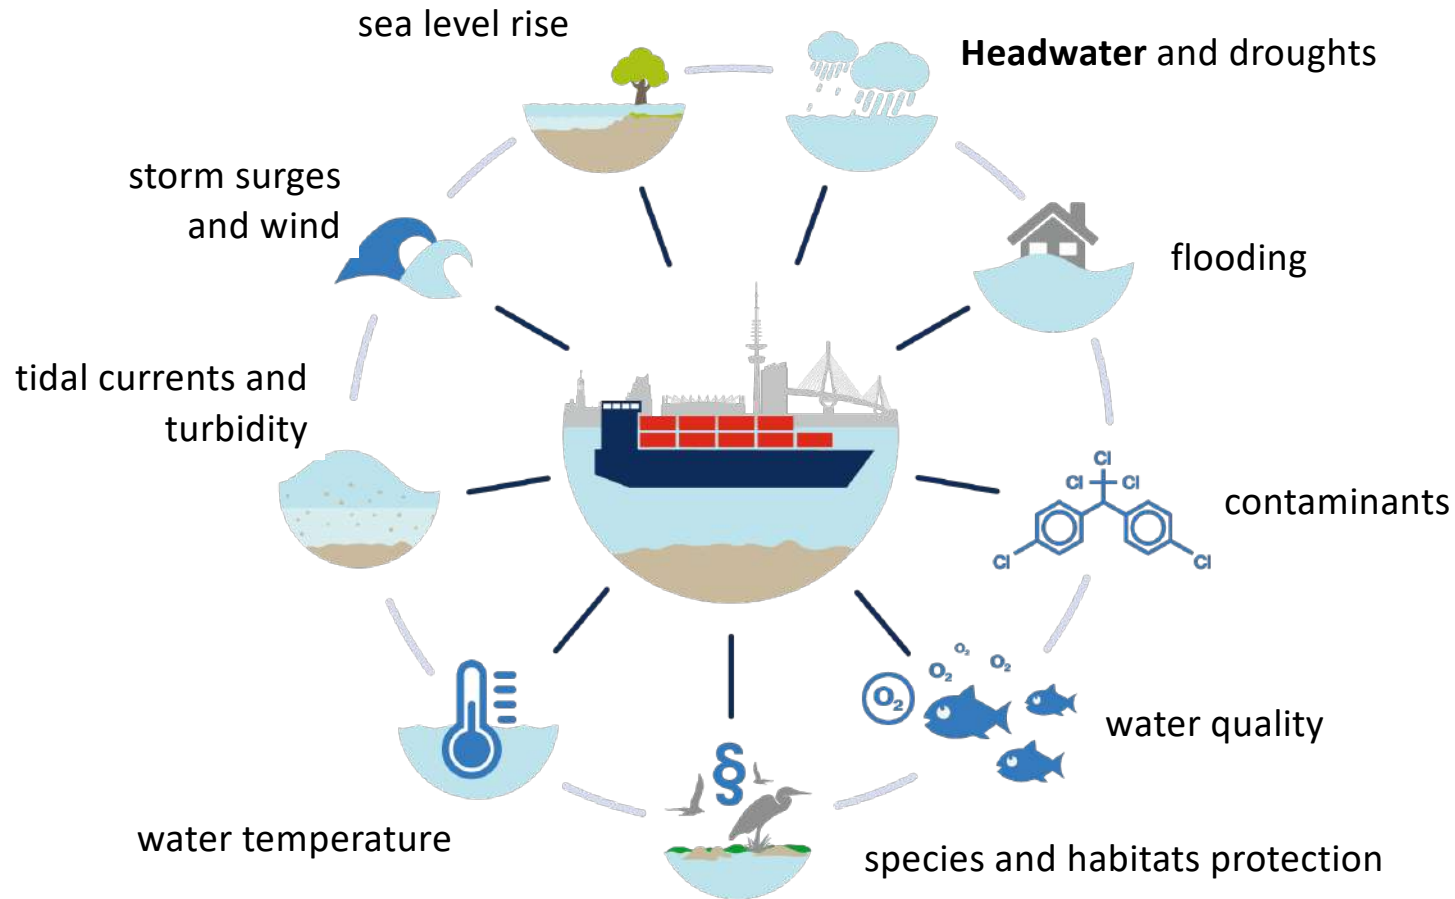 sea level rise
Headwater and droughts
storm surges
and wind
flooding
tidal currents and
turbidity
contaminants
Cl
Cl Cl
Cl Cl
O₂ O₂ O₂
O₂
water quality
§
water temperature
species and habitats protection